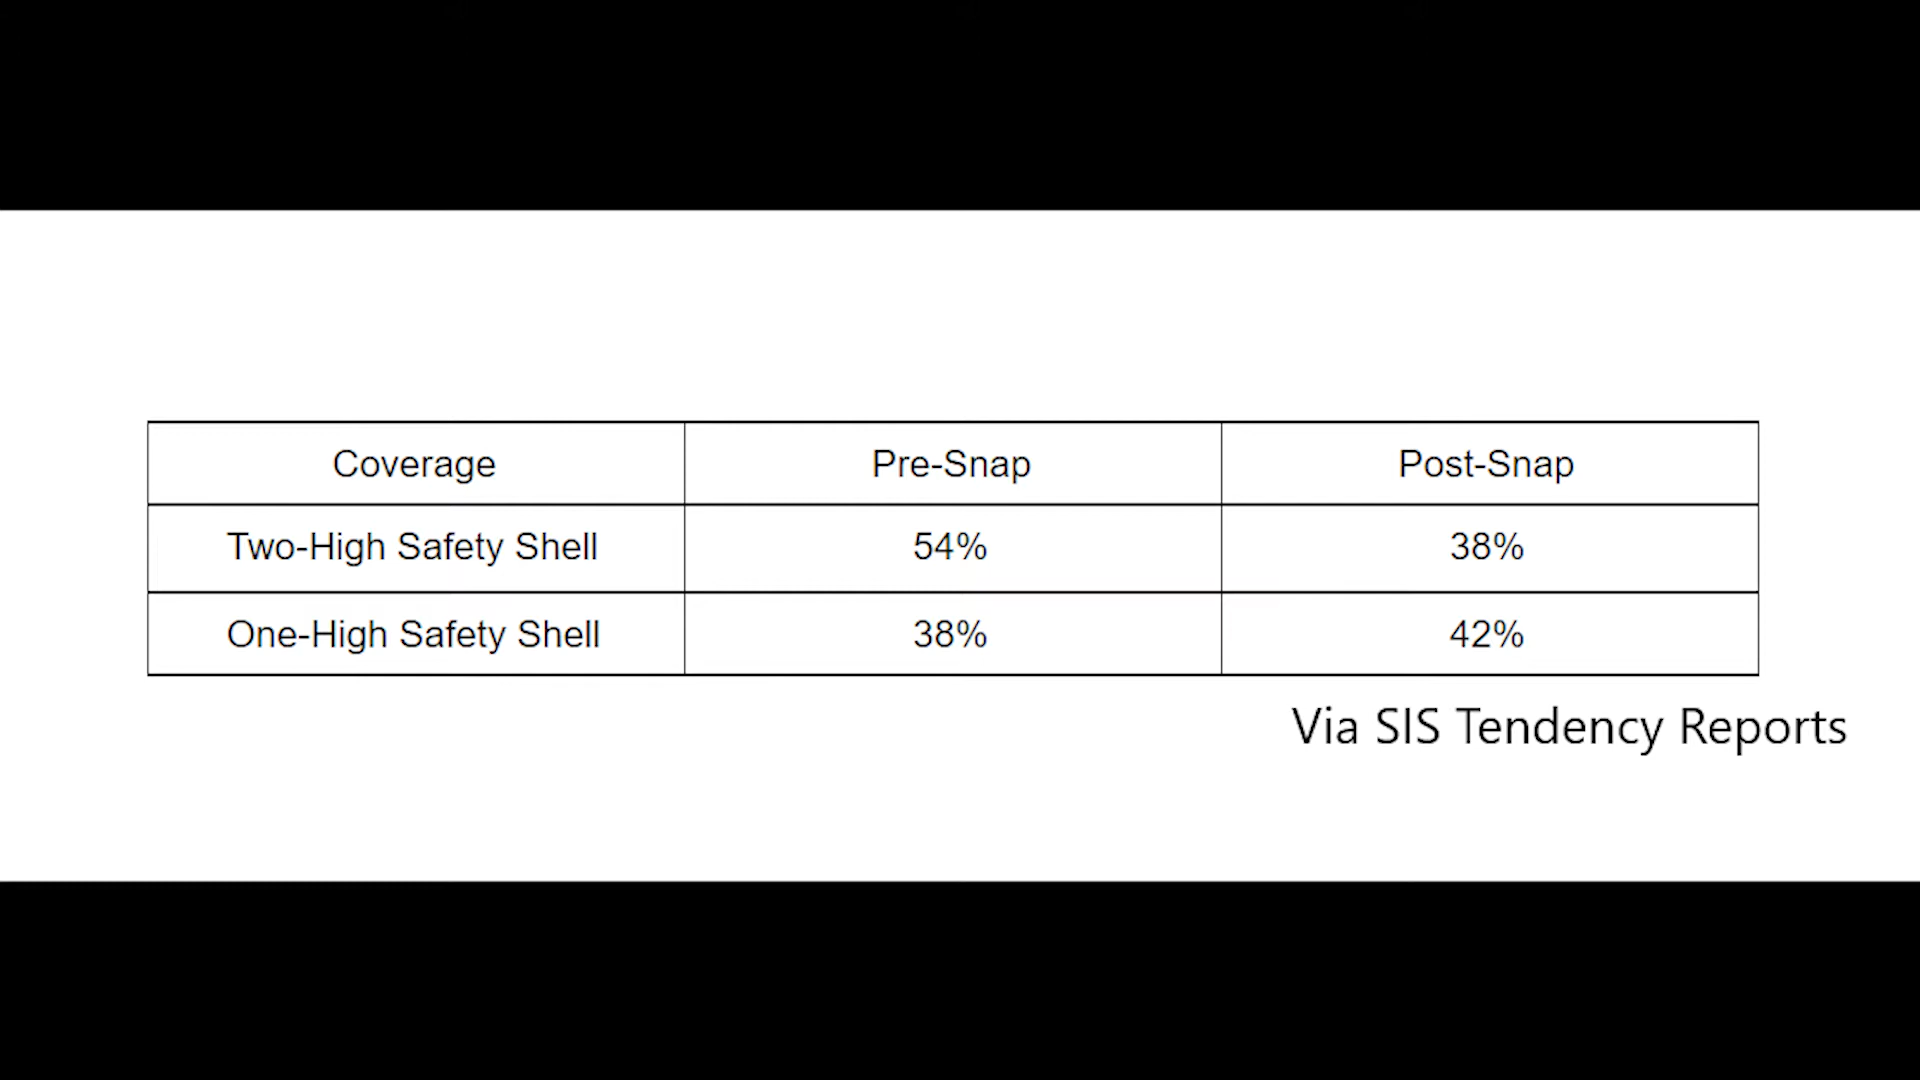 Coverage Pre-Snap Post-Snap
Two-High Safety Shell 54% 38%
One-High Safety Shell 38% 42%
Via SIS Tendency Reports